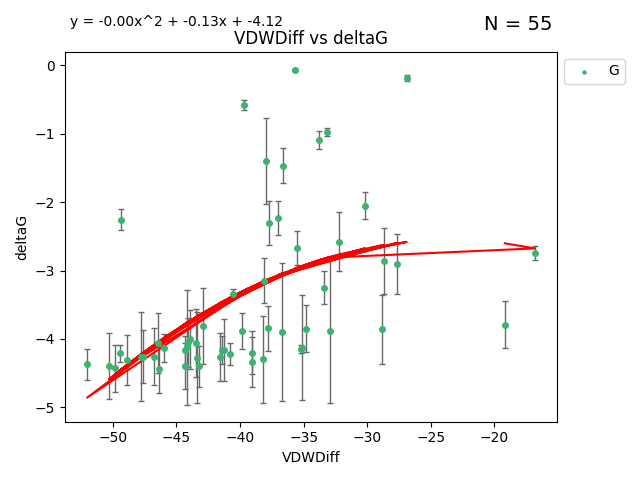 y = -0.00x^2 + -0.13x + -4.12
N = 55
VDWDiff vs deltaG
G
deltaG
0
−1
−2
−3
−4
−5
−50
−45
−40
−35
−30
−25
−20
VDWDiff